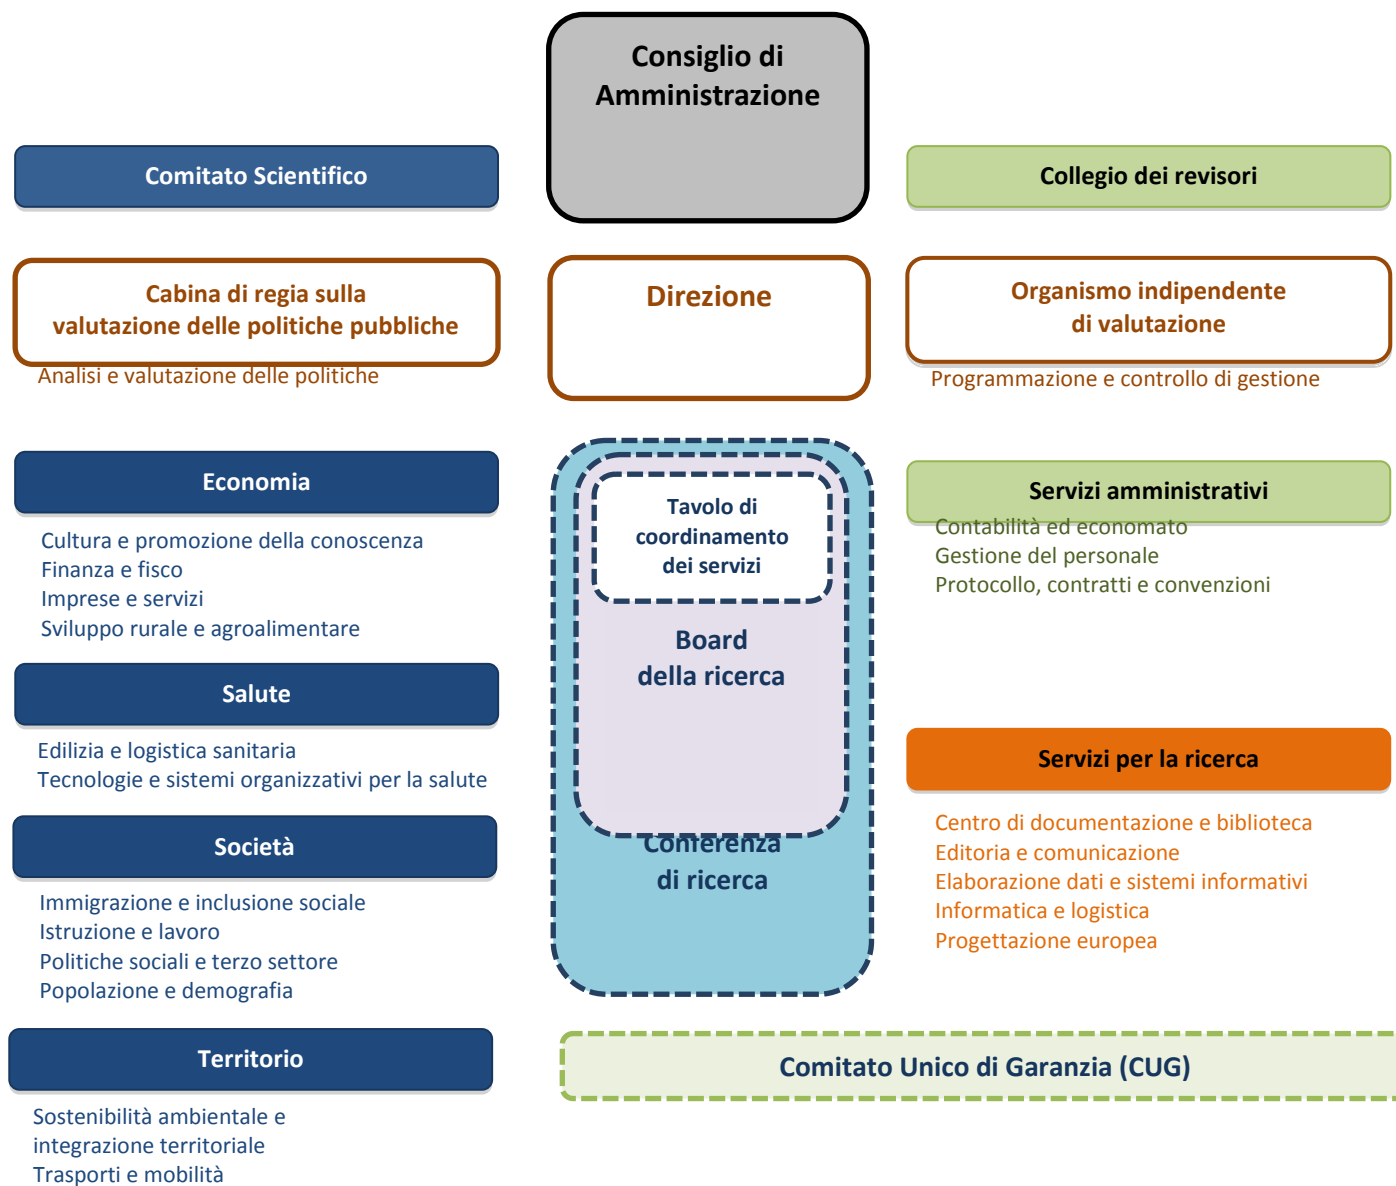 Consiglio di
Amministrazione
Comitato Scientifico
Collegio dei revisori
Cabina di regia sulla
valutazione delle politiche pubbliche
Analisi e valutazione delle politiche
Direzione
Organismo indipendente
di valutazione
Programmazione e controllo di gestione
Economia
Cultura e promozione della conoscenza
Finanza e fisco
Imprese e servizi
Sviluppo rurale e agroalimentare
Salute
Edilizia e logistica sanitaria
Tecnologie e sistemi organizzativi per la salute
Società
Immigrazione e inclusione sociale
Istruzione e lavoro
Politiche sociali e terzo settore
Popolazione e demografia
Territorio
Sostenibilità ambientale e
integrazione territoriale
Trasporti e mobilità
Tavolo di
coordinamento
dei servizi
Board
della ricerca
Conferenza
di ricerca
Servizi amministrativi
Contabilità ed economato
Gestione del personale
Protocollo, contratti e convenzioni
Servizi per la ricerca
Centro di documentazione e biblioteca
Editoria e comunicazione
Elaborazione dati e sistemi informativi
Informatica e logistica
Progettazione europea
Comitato Unico di Garanzia (CUG)